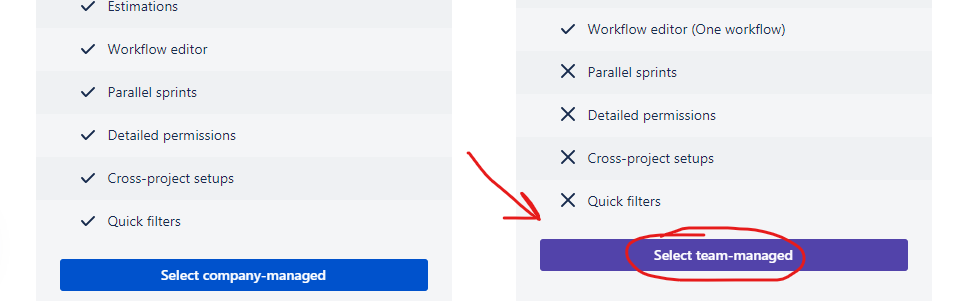 Estimations
Workflow editor
Parallel sprints
Detailed permissions
Cross-project setups
Quick filters
Select company-managed
Workflow editor (One workflow)
Parallel sprints
Detailed permissions
Cross-project setups
Quick filters
Select team-managed